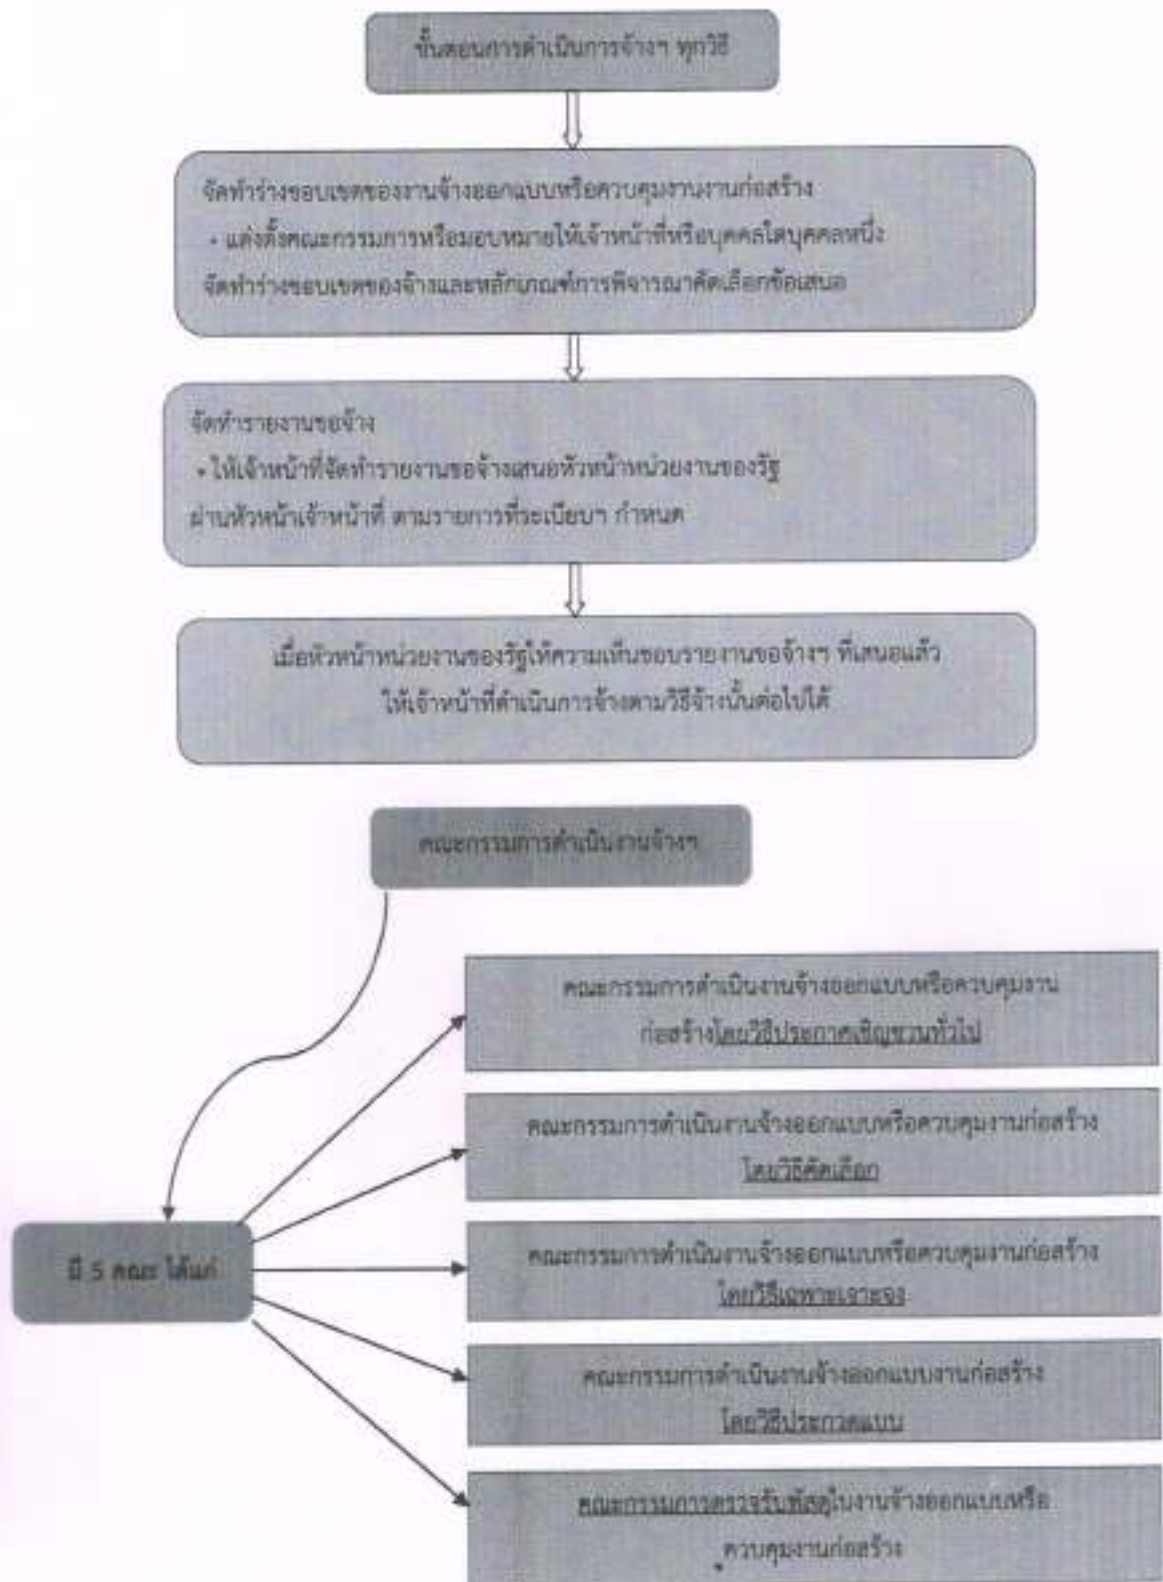 ขั้นตอนการดำเนินการจ้างฯ ทุกวิธี
จัดทำร่างขอบเขตของงานจ้างออกแบบหรือควบคุมงานงานก่อสร้าง
• แต่งตั้งคณะกรรมการหรือมอบหมายให้เจ้าหน้าที่หรือบุคคลใดบุคคลหนึ่ง
จัดทำร่างขอบเขตของจ้างและหลักเกณฑ์การพิจารณาคัดเลือกข้อเสนอ
จัดทำรายงานขอจ้าง
• ให้เจ้าหน้าที่จัดทำรายงานขอจ้างเสนอหัวหน้าหน่วยงานของรัฐ
ผ่านหัวหน้าเจ้าหน้าที่ ตามรายการที่ระเบียบฯ กำหนด
เมื่อหัวหน้าหน่วยงานของรัฐให้ความเห็นชอบรายงานขอจ้างฯ ที่เสนอแล้ว
ให้เจ้าหน้าที่ดำเนินการจ้างตามวิธีจ้างนั้นต่อไปได้
คณะกรรมการดำเนินงานจ้างฯ
คณะกรรมการดำเนินงานจ้างออกแบบหรือควบคุมงาน
ก่อสร้างโดยวิธีประกาศเชิญชวนทั่วไป
คณะกรรมการดำเนินงานจ้างออกแบบหรือควบคุมงานก่อสร้าง
โดยวิธีคัดเลือก
มี 5 คณะ ได้แก่
คณะกรรมการดำเนินงานจ้างออกแบบหรือควบคุมงานก่อสร้าง
โดยวิธีเฉพาะเจาะจง
คณะกรรมการดำเนินงานจ้างออกแบบงานก่อสร้าง
โดยวิธีประกวดแบบ
คณะกรรมการตรวจรับพัสดุในงานจ้างออกแบบหรือ
ควบคุมงานก่อสร้าง